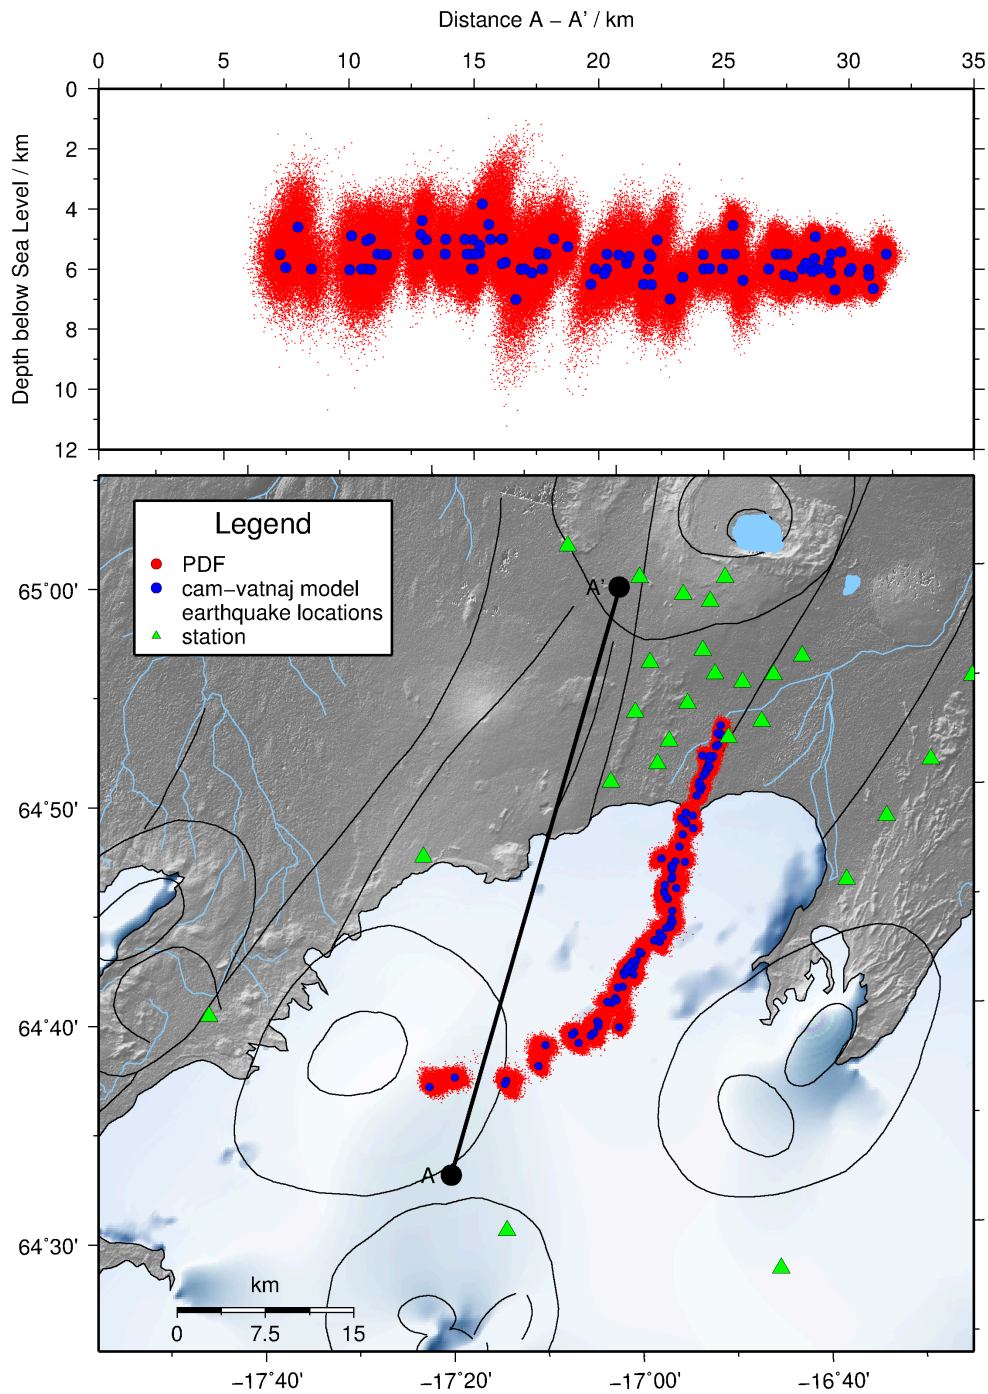 Distance A − A’ / km
0 5 10 15 20 25 30 35
Depth below Sea Level / km
0
2
4
6
8
10
12
Legend
PDF
cam−vatnaj model
earthquake locations
station
A’
A
65˚00'
64˚50'
64˚40'
64˚30'
km
0 7.5 15
−17˚40' −17˚20' −17˚00' −16˚40'